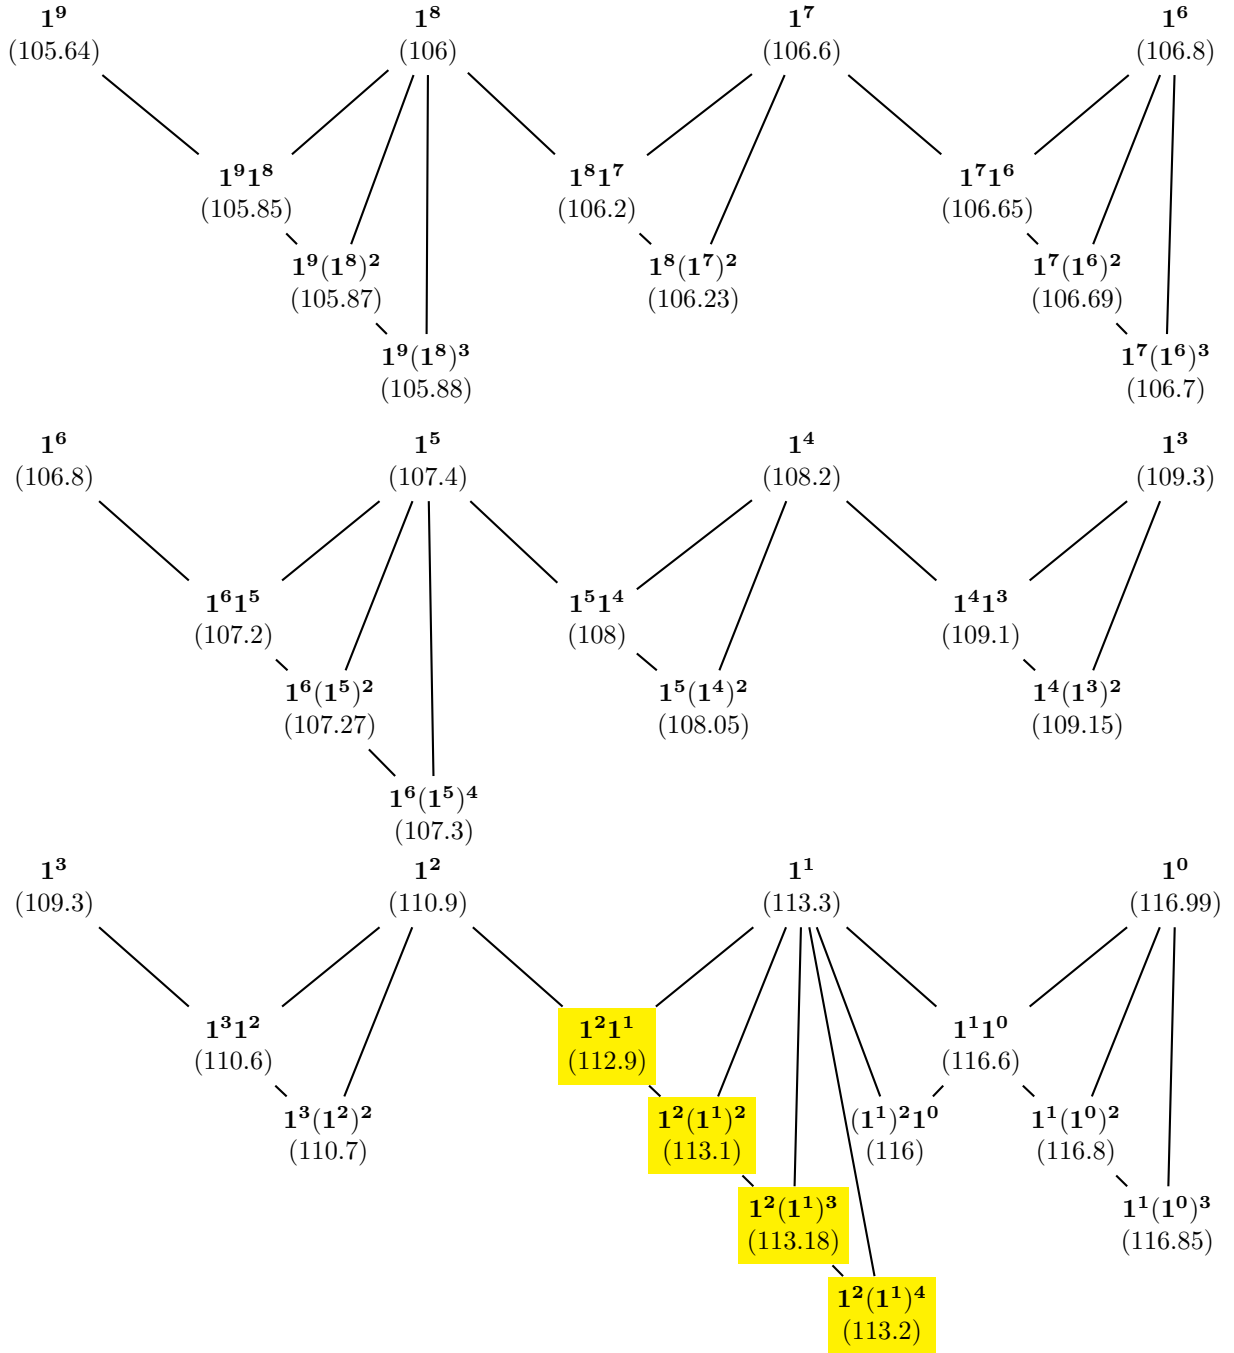 1⁹ 1⁸ 1⁷ 1⁶
(105.64) (106) (106.6) (106.8)
1⁹1⁸ 1⁸1⁷ 1⁷1⁶
(105.85) (106.2) (106.65)
1⁹(1⁸)² 1⁸(1⁷)² 1⁷(1⁶)²
(105.87) (106.23) (106.69)
1⁹(1⁸)³ 1⁷(1⁶)³
(105.88) (106.7)
1⁶ 1⁵ 1⁴ 1³
(106.8) (107.4) (108.2) (109.3)
1⁶1⁵ 1⁵1⁴ 1⁴1³
(107.2) (108) (109.1)
1⁶(1⁵)² 1⁵(1⁴)² 1⁴(1³)²
(107.27) (108.05) (109.15)
1⁶(1⁵)⁴
(107.3)
1³ 1² 1¹ 1⁰
(109.3) (110.9) (113.3) (116.99)
1³1² 1²1¹ 1¹1⁰
(110.6) (112.9) (116.6)
1³(1²)² 1²(1¹)² (1¹)²1⁰ 1¹(1⁰)²
(110.7) (113.1) (116) (116.8)
1²(1¹)³ 1¹(1⁰)³
(113.18) (116.85)
1²(1¹)⁴
(113.2)